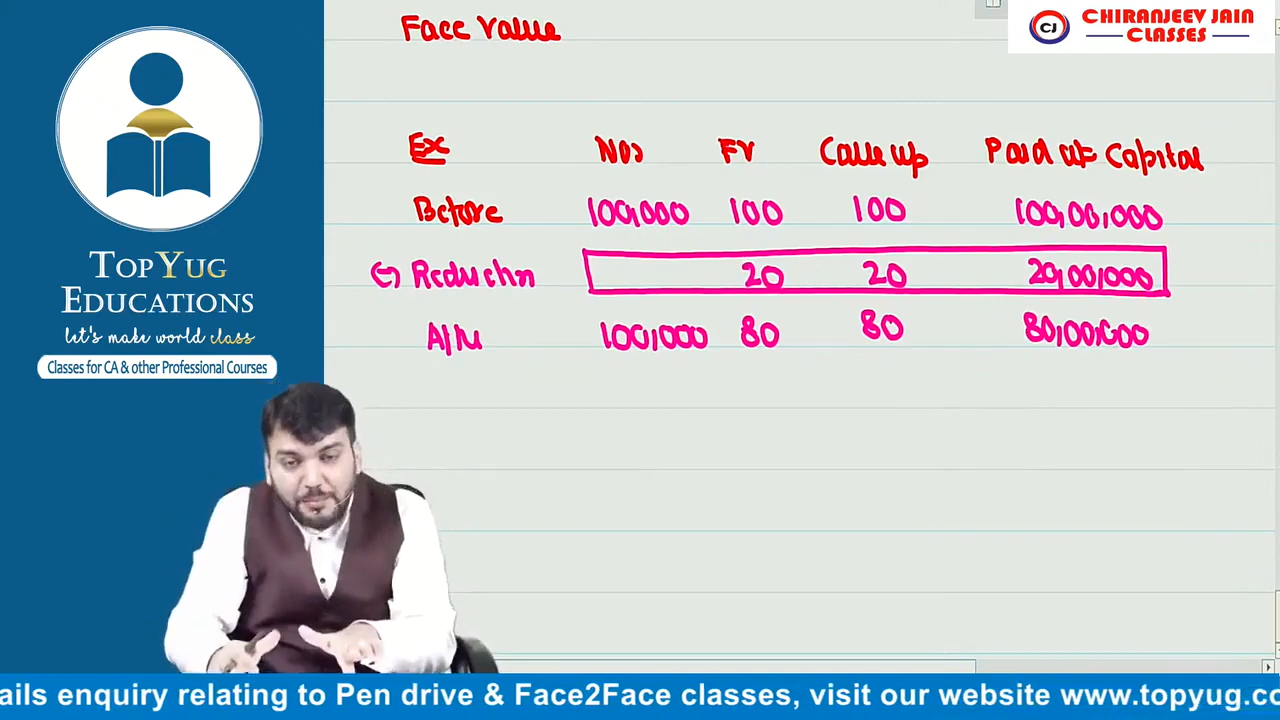 Face Value
CHIRANJEEV JAIN
CJ
CLASSES
Ex Nos FV Called up Paid up Capital
Before 100,000 100 100 100,00,000
(-) Reductn 20 20 20,00,000
100,000 80 80 80,00,000
TOPYUG
EDUCATIONS
let's make world class
Classes for CA & other Professional Courses
ails enquiry relating to Pen drive & Face2Face classes, visit our website www.topyug.co